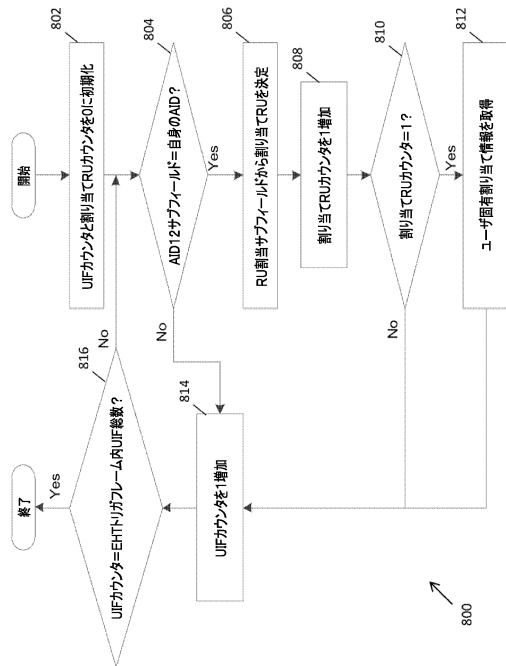 開始
802
UIFカウンタと割り当てRUカウンタを0に初期化
804
AID12サブフィールド=自身のAID?
Yes
No
806
RU割当サブフィールドから割り当てRUを決定
808
割り当てRUカウンタを1増加
810
割り当てRUカウンタ=1?
Yes
No
812
ユーザ固有割り当て情報を取得
814
UIFカウンタを1増加
816
UIFカウンタ=EHTトリガフレーム内UIF総数?
No
Yes
終了
800